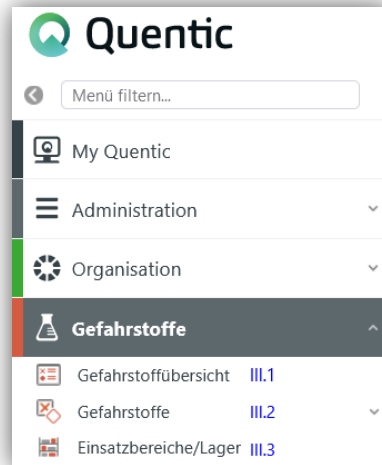 Quentic
Menü filtern...
My Quentic
Administration
Organisation
Gefahrstoffe
Gefahrstoffübersicht III.1
Gefahrstoffe III.2
Einsatzbereiche/Lager III.3